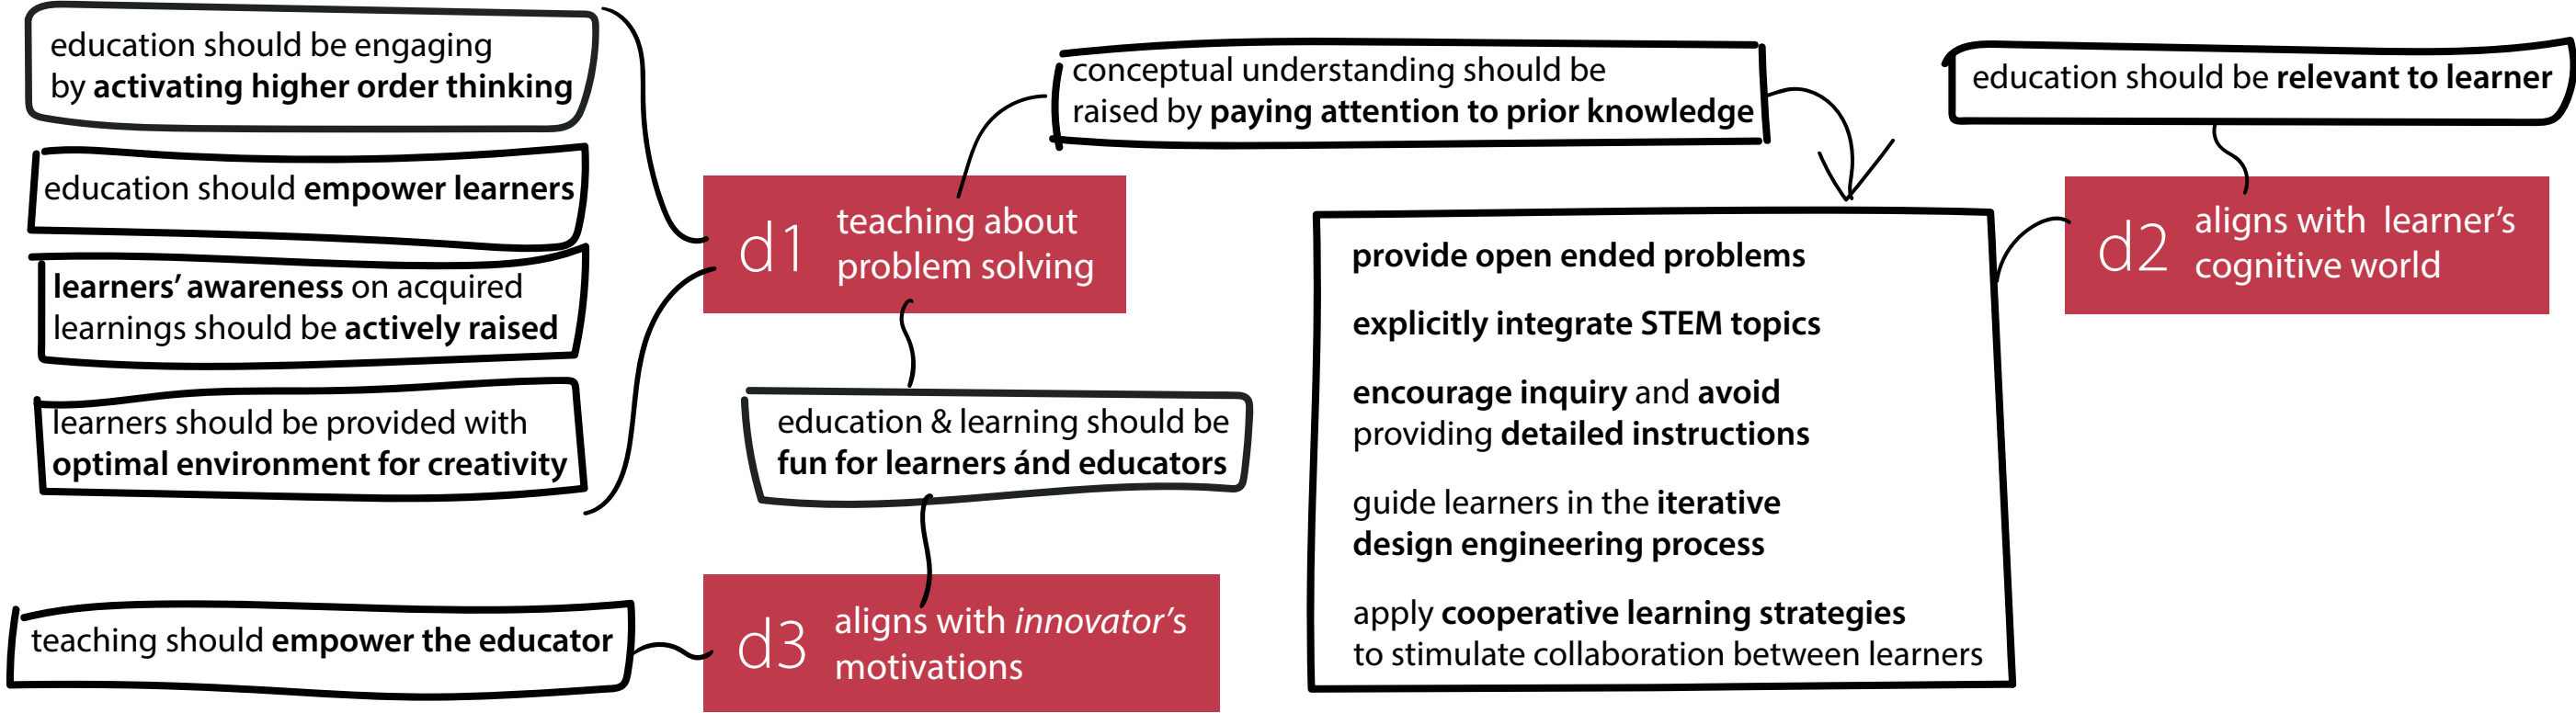 education should be engaging
by activating higher order thinking
education should empower learners
learners’ awareness on acquired
learnings should be actively raised
learners should be provided with
optimal environment for creativity
teaching should empower the educator
d1
teaching about
problem solving
education & learning should be
fun for learners ánd educators
d3
aligns with innovator’s
motivations
conceptual understanding should be
raised by paying attention to prior knowledge
provide open ended problems
explicitly integrate STEM topics
encourage inquiry and avoid
providing detailed instructions
guide learners in the iterative
design engineering process
apply cooperative learning strategies
to stimulate collaboration between learners
education should be relevant to learner
d2
aligns with learner’s
cognitive world